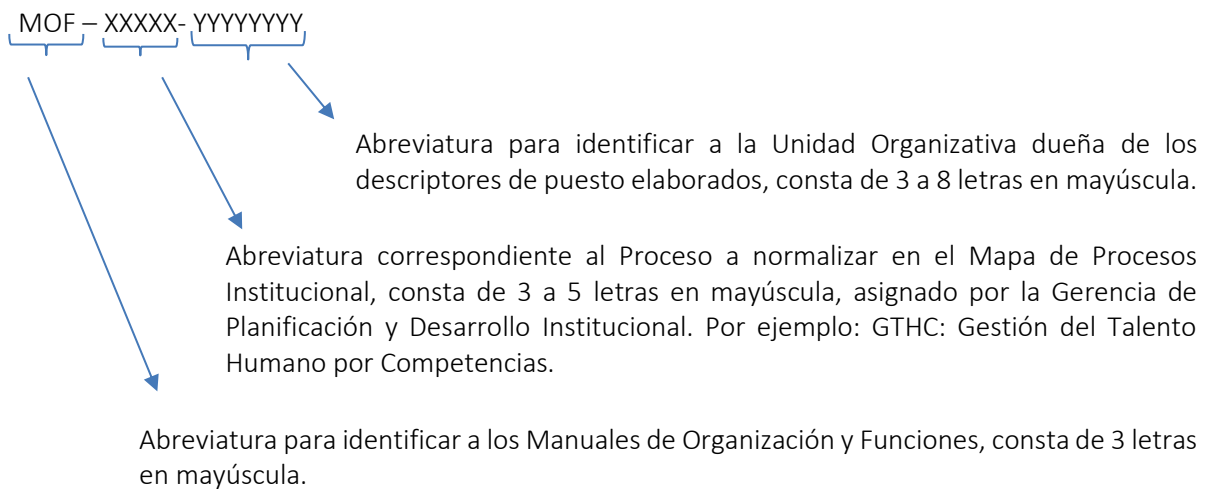 MOF – XXXXX- YYYYYYYY
Abreviatura para identificar a la Unidad Organizativa dueña de los
descriptores de puesto elaborados, consta de 3 a 8 letras en mayúscula.
Abreviatura correspondiente al Proceso a normalizar en el Mapa de Procesos
Institucional, consta de 3 a 5 letras en mayúscula, asignado por la Gerencia de
Planificación y Desarrollo Institucional. Por ejemplo: GTHC: Gestión del Talento
Humano por Competencias.
Abreviatura para identificar a los Manuales de Organización y Funciones, consta de 3 letras
en mayúscula.